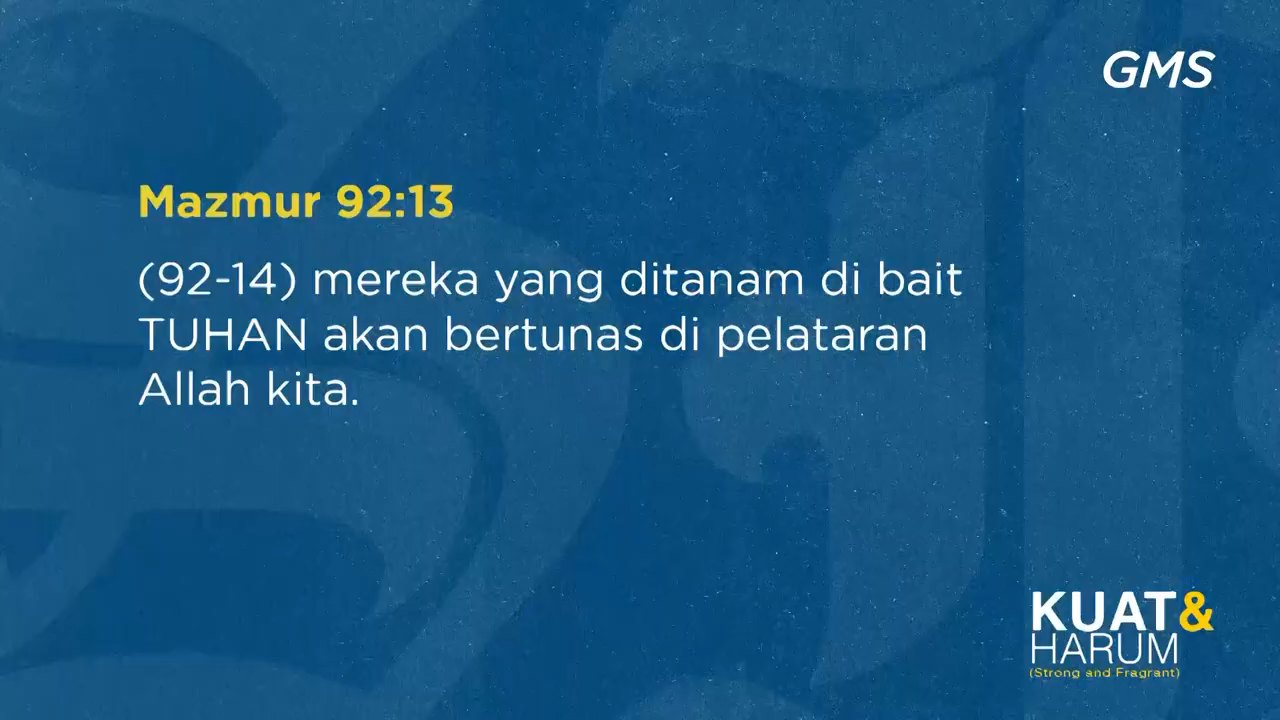 GMS
Mazmur 92:13
(92-14) mereka yang ditanam di bait
TUHAN akan bertunas di pelataran
Allah kita.
KUAT&
HARUM
(Strong and Fragrant)